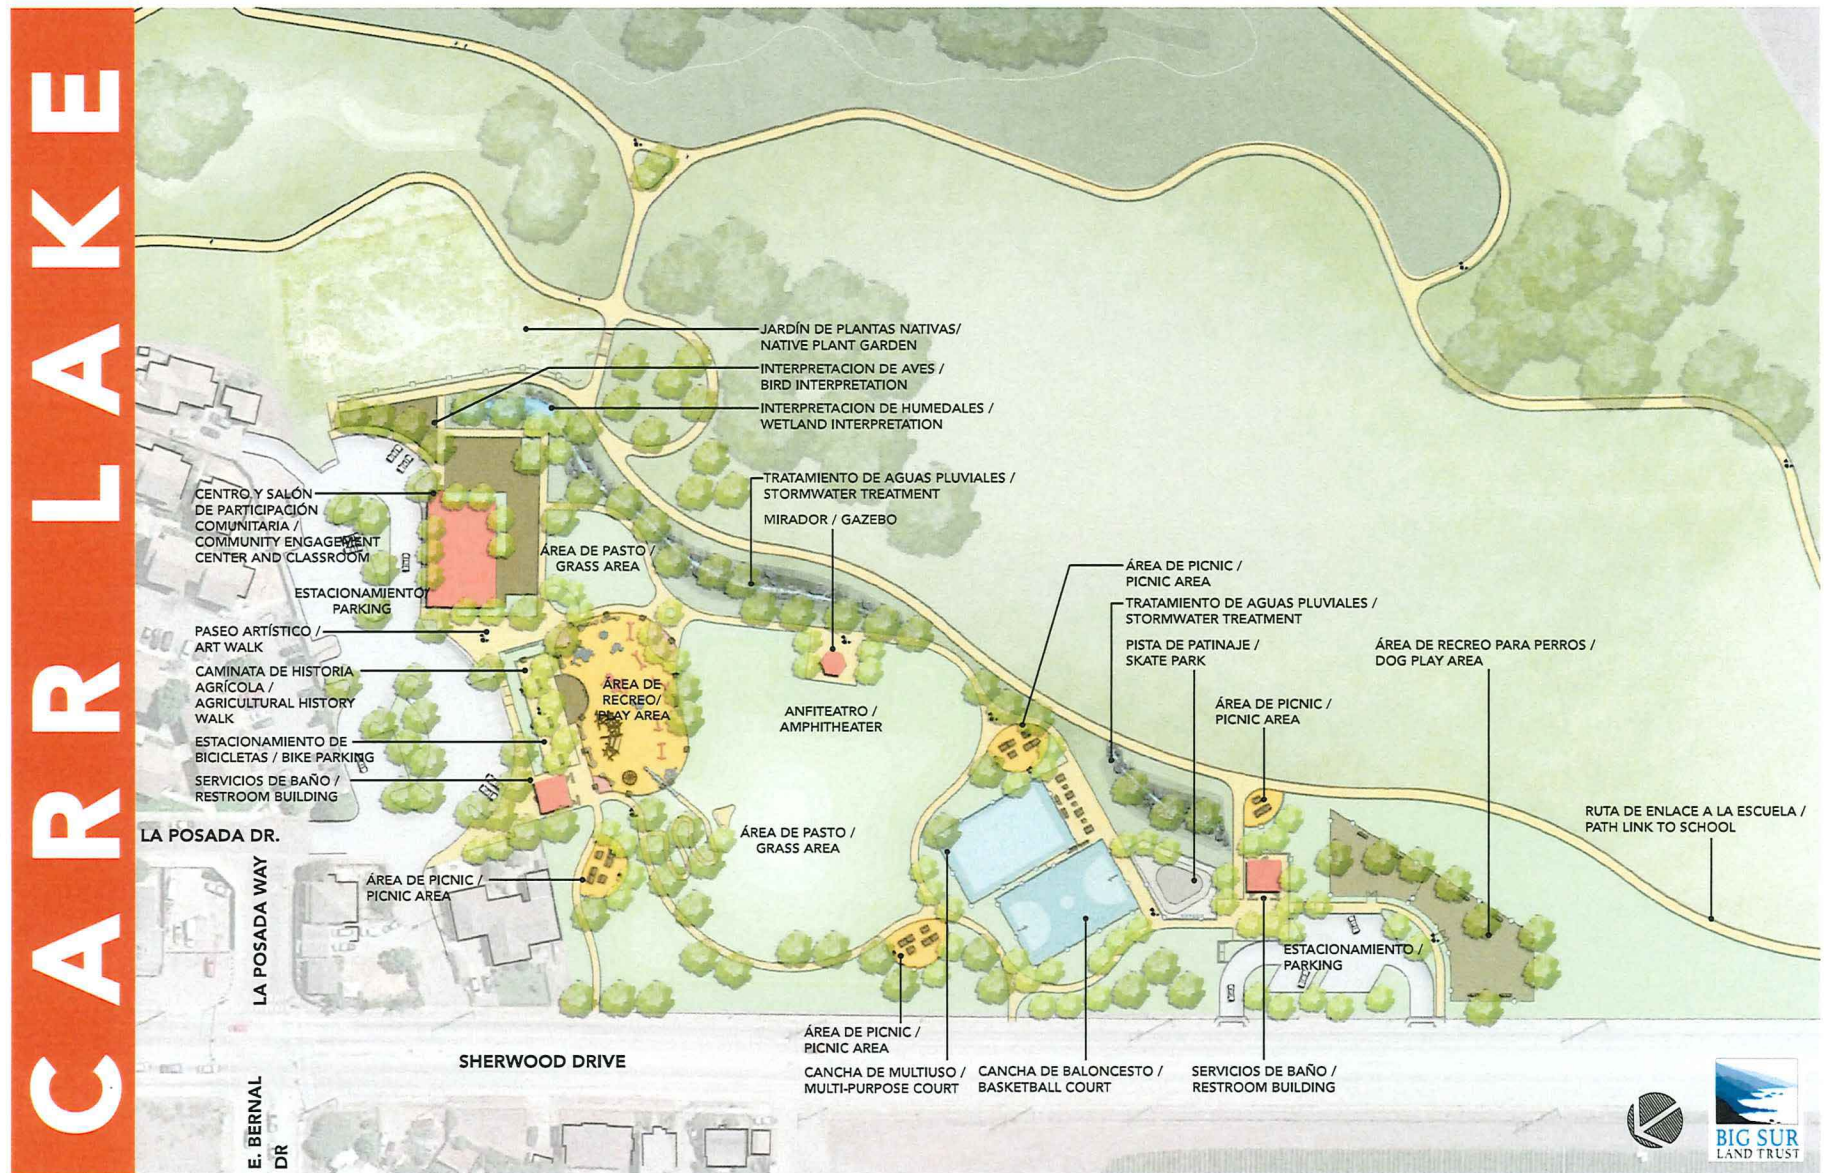 CARR LAKE
JARDÍN DE PLANTAS NATIVAS/
NATIVE PLANT GARDEN
INTERPRETACION DE AVES /
BIRD INTERPRETATION
INTERPRETACION DE HUMEDALES /
WETLAND INTERPRETATION
TRATAMIENTO DE AGUAS PLUVIALES /
STORMWATER TREATMENT
MIRADOR / GAZEBO
CENTRO Y SALÓN
DE PARTICIPACIÓN
COMUNITARIA /
COMMUNITY ENGAGEMENT
CENTER AND CLASSROOM
ÁREA DE PASTO /
GRASS AREA
ESTACIONAMIENTO/
PARKING
PASEO ARTÍSTICO /
ART WALK
CAMINATA DE HISTORIA
AGRÍCOLA /
AGRICULTURAL HISTORY
WALK
ESTACIONAMIENTO DE
BICICLETAS / BIKE PARKING
SERVICIOS DE BAÑO /
RESTROOM BUILDING
ÁREA DE
RECREO/
PLAY AREA
ANFITEATRO /
AMPHITHEATER
ÁREA DE PICNIC /
PICNIC AREA
TRATAMIENTO DE AGUAS PLUVIALES /
STORMWATER TREATMENT
PISTA DE PATINAJE /
SKATE PARK
ÁREA DE RECREO PARA PERROS /
DOG PLAY AREA
ÁREA DE PICNIC /
PICNIC AREA
RUTA DE ENLACE A LA ESCUELA /
PATH LINK TO SCHOOL
LA POSADA DR.
LA POSADA WAY
ÁREA DE PICNIC /
PICNIC AREA
ÁREA DE PASTO /
GRASS AREA
ESTACIONAMIENTO /
PARKING
SHERWOOD DRIVE
E. BERNAL
DR
ÁREA DE PICNIC /
PICNIC AREA
CANCHA DE MULTIUSO /
MULTI-PURPOSE COURT
CANCHA DE BALONCESTO /
BASKETBALL COURT
SERVICIOS DE BAÑO /
RESTROOM BUILDING
BIG SUR
LAND TRUST